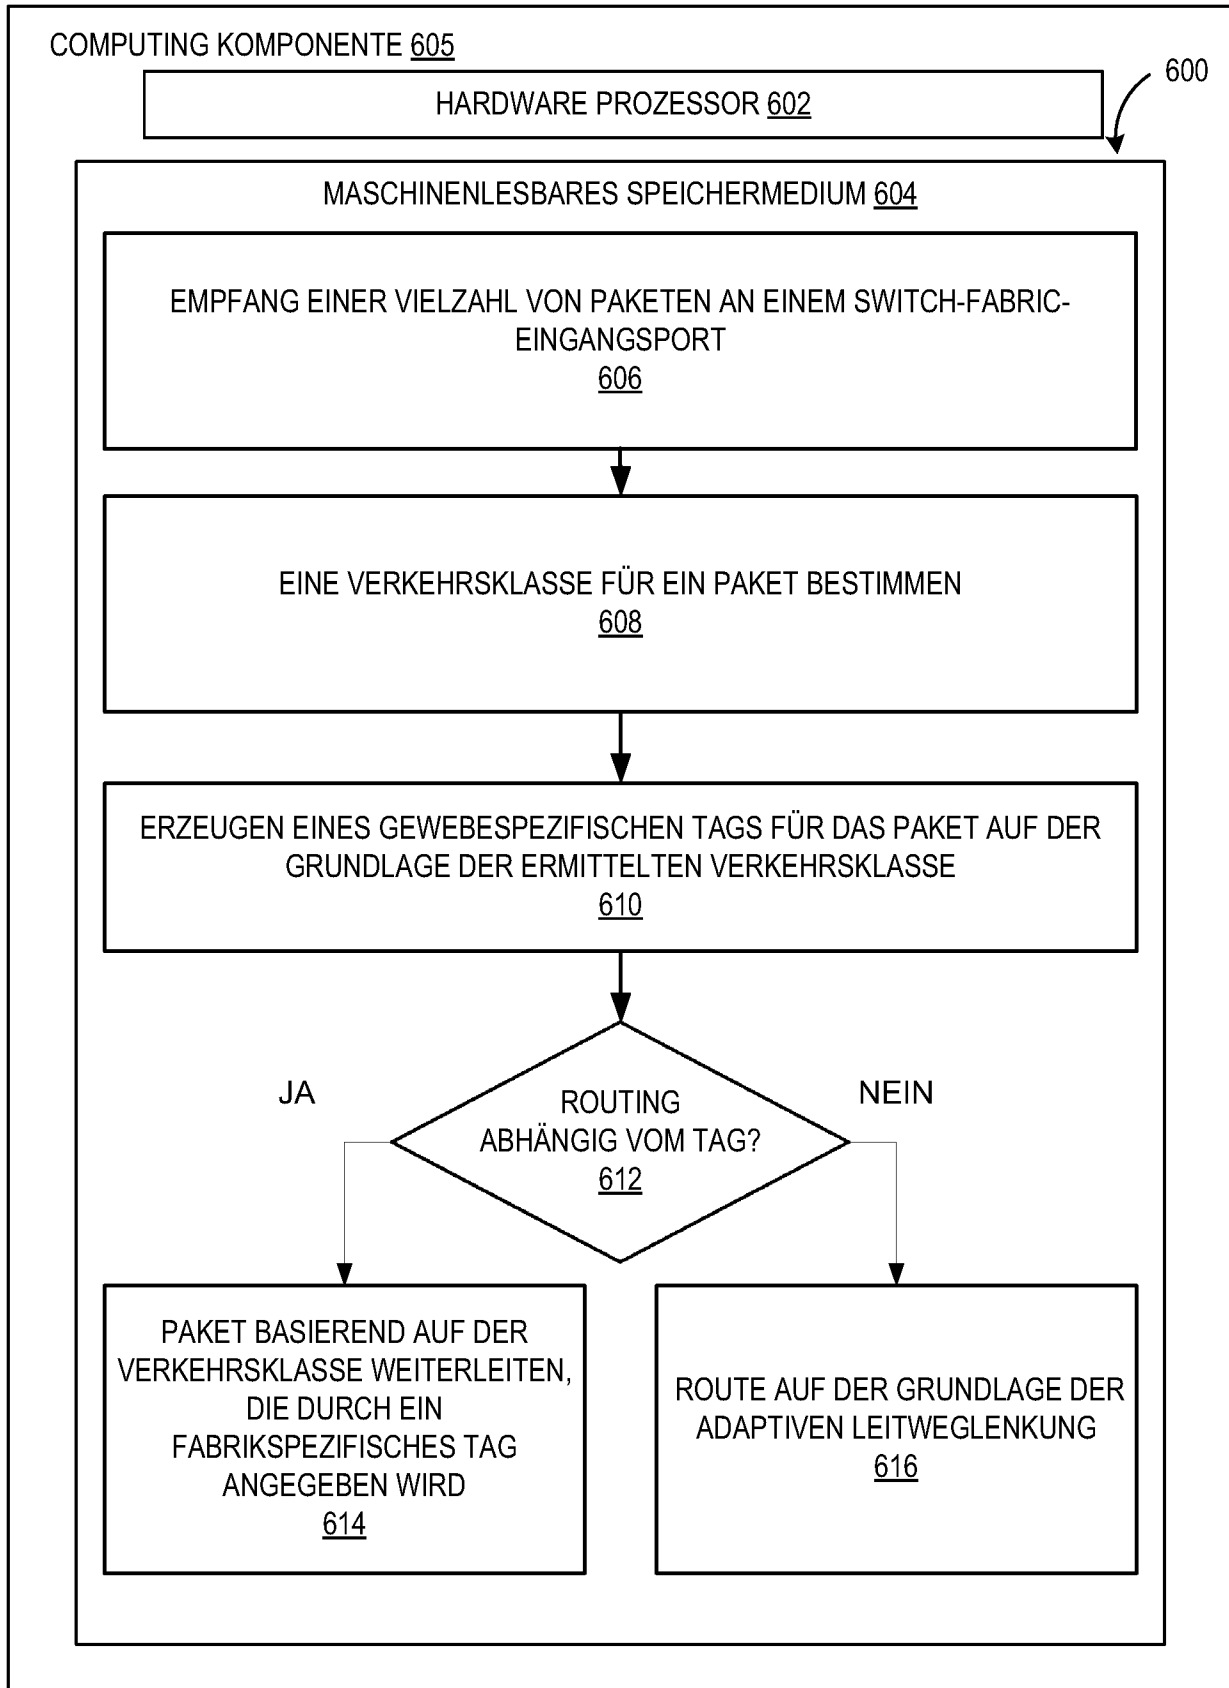 COMPUTING KOMPONENTE 605
600
HARDWARE PROZESSOR 602
MASCHINENLESBARES SPEICHERMEDIUM 604
EMPFANG EINER VIELZAHL VON PAKETEN AN EINEM SWITCH-FABRIC-
EINGANGSPORT
606
EINE VERKEHRSKLASSE FÜR EIN PAKET BESTIMMEN
608
ERZEUGEN EINES GEWEBESPEZIFISCHEN TAGS FÜR DAS PAKET AUF DER
GRUNDLAGE DER ERMITTELTEN VERKEHRSKLASSE
610
JA
NEIN
ROUTING
ABHÄNGIG VOM TAG?
612
PAKET BASIEREND AUF DER
VERKEHRSKLASSE WEITERLEITEN,
DIE DURCH EIN
FABRIKSPEZIFISCHES TAG
ANGEGEBEN WIRD
614
ROUTE AUF DER GRUNDLAGE DER
ADAPTIVEN LEITWEGLENKUNG
616